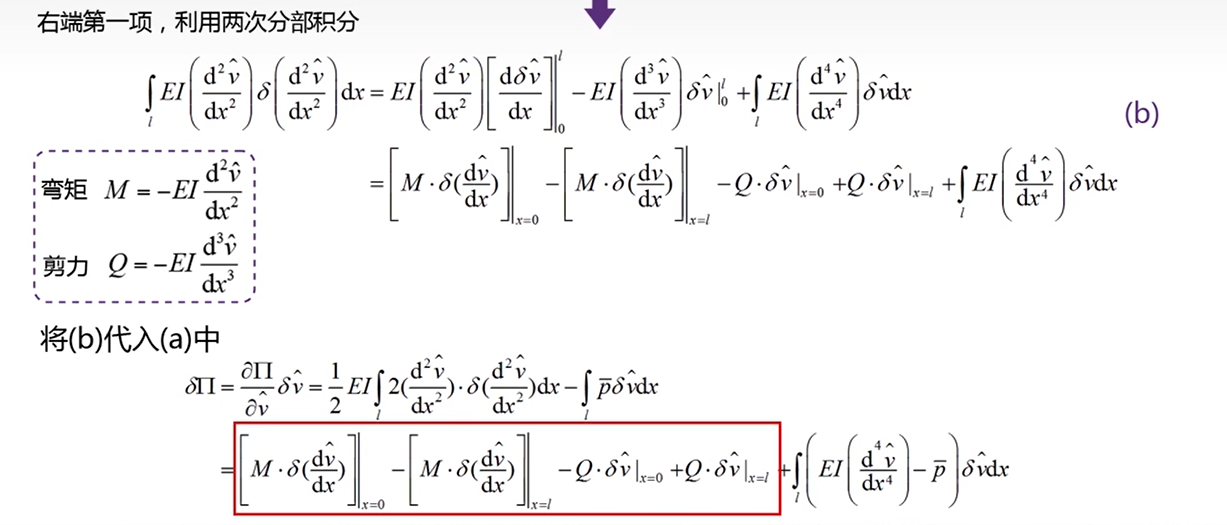 右端第一项，利用两次分部积分
$\int_l EI\left(\frac{d^2\hat{v}}{dx^2}\right)\delta\left(\frac{d^2\hat{v}}{dx^2}\right)dx = EI\left(\frac{d^2\hat{v}}{dx^2}\right)\left[\frac{d\delta\hat{v}}{dx}\right]\Big|_0^l - EI\left(\frac{d^3\hat{v}}{dx^3}\right)\delta\hat{v}|_0^l + \int_l EI\left(\frac{d^4\hat{v}}{dx^4}\right)\delta\hat{v}dx$ (b)
$= \left[M\cdot\delta(\frac{d\hat{v}}{dx})\right]\Big|_{x=0} - \left[M\cdot\delta(\frac{d\hat{v}}{dx})\right]\Big|_{x=l} - Q\cdot\delta\hat{v}|_{x=0} + Q\cdot\delta\hat{v}|_{x=l} + \int_l EI\left(\frac{d^4\hat{v}}{dx^4}\right)\delta\hat{v}dx$
弯矩 $M = -EI\frac{d^2\hat{v}}{dx^2}$
剪力 $Q = -EI\frac{d^3\hat{v}}{dx^3}$
将(b)代入(a)中
$\delta\Pi = \frac{\partial\Pi}{\partial\hat{v}}\delta\hat{v} = \frac{1}{2}EI\int_l 2(\frac{d^2\hat{v}}{dx^2})\cdot\delta(\frac{d^2\hat{v}}{dx^2})dx - \int_l \bar{p}\delta\hat{v}dx$
$= \left[M\cdot\delta(\frac{d\hat{v}}{dx})\right]\Big|_{x=0} - \left[M\cdot\delta(\frac{d\hat{v}}{dx})\right]\Big|_{x=l} - Q\cdot\delta\hat{v}|_{x=0} + Q\cdot\delta\hat{v}|_{x=l} + \int_l\left(EI\left(\frac{d^4\hat{v}}{dx^4}\right) - \bar{p}\right)\delta\hat{v}dx$